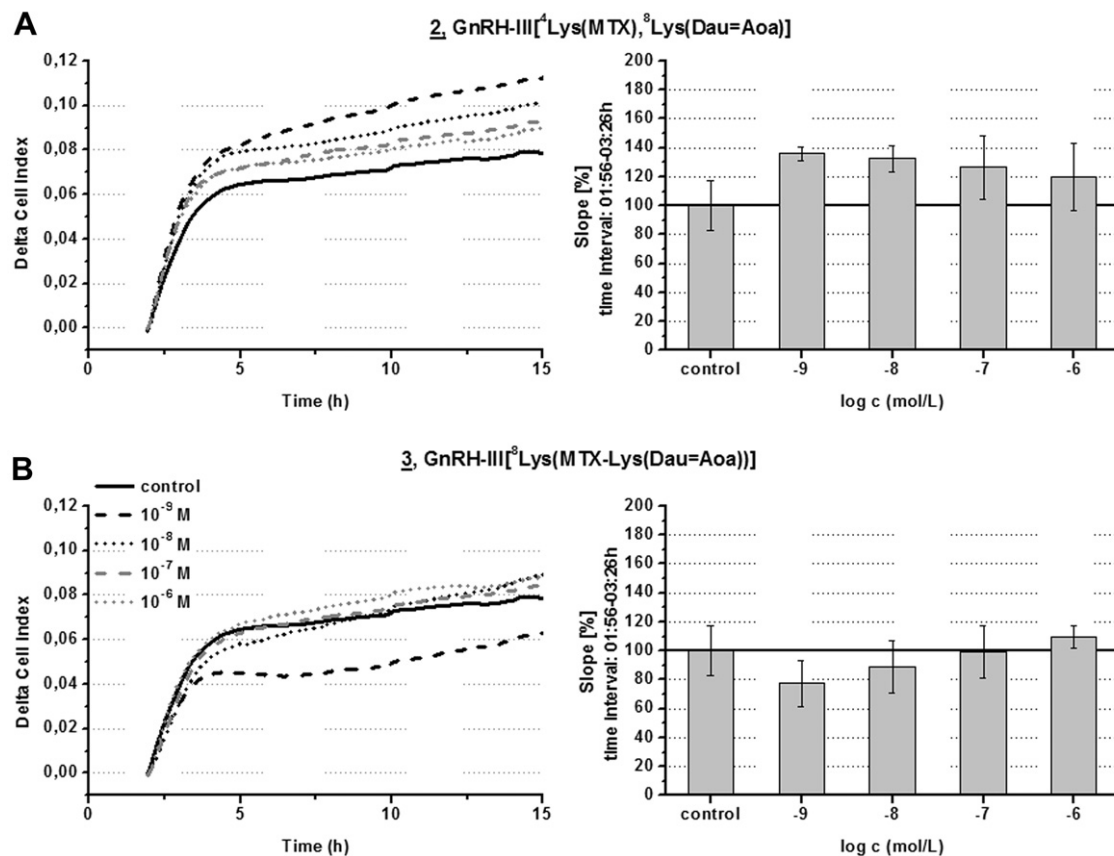 A
2, GnRH-III[⁴Lys(MTX),⁸Lys(Dau=Aoa)]
Delta Cell Index
0,12
0,10
0,08
0,06
0,04
0,02
0,00
0
5
10
15
Time (h)
Slope [%]
time Interval: 01:56-03:26h
200
180
160
140
120
100
80
60
40
20
0
control
-9
-8
-7
-6
log c (mol/L)
B
3, GnRH-III[⁸Lys(MTX-Lys(Dau=Aoa))]
control
10⁻⁹ M
10⁻⁸ M
10⁻⁷ M
10⁻⁶ M
Delta Cell Index
0,12
0,10
0,08
0,06
0,04
0,02
0,00
0
5
10
15
Time (h)
Slope [%]
time Interval: 01:56-03:26h
200
180
160
140
120
100
80
60
40
20
0
control
-9
-8
-7
-6
log c (mol/L)